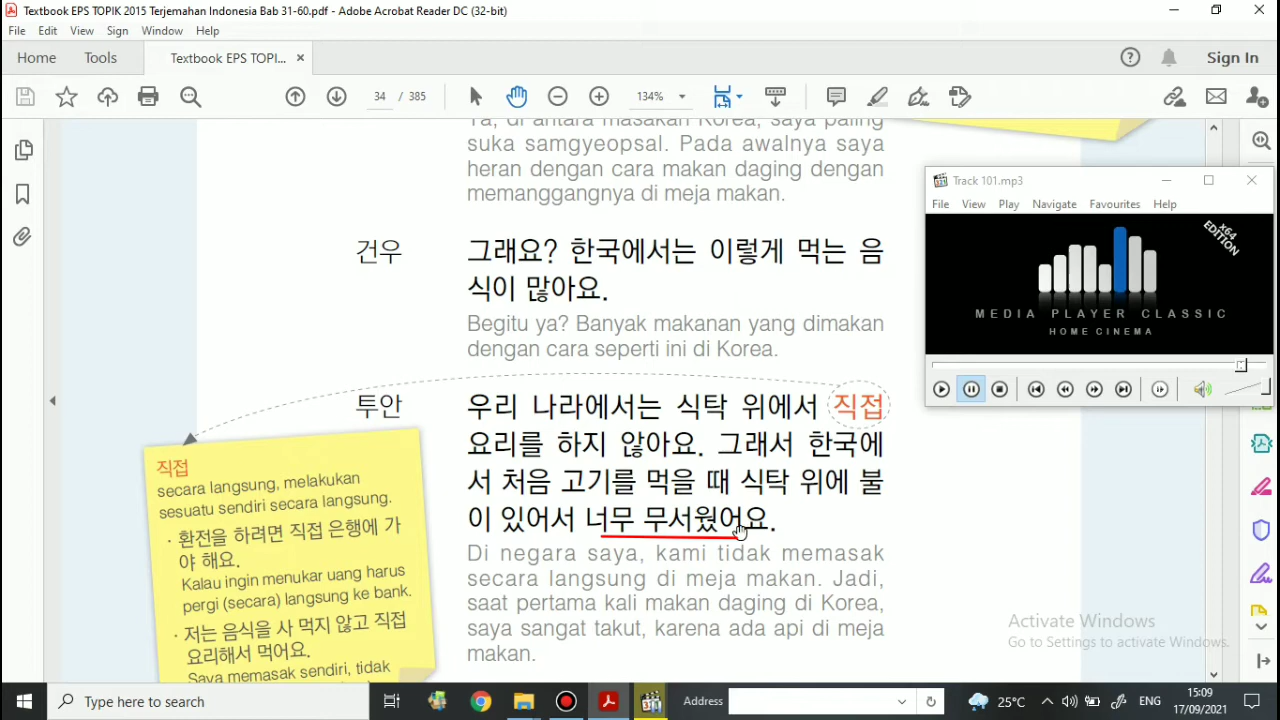 Textbook EPS TOPIK 2015 Terjemahan Indonesia Bab 31-60.pdf - Adobe Acrobat Reader DC (32-bit)
File Edit View Sign Window Help
Home Tools Textbook EPS TOPI... × Sign In
34 / 385 134%
Ya, di antara masakan Korea, saya paling
suka samgyeopsal. Pada awalnya saya
heran dengan cara makan daging dengan
memanggangnya di meja makan.
건우 그래요? 한국에서는 이렇게 먹는 음
식이 많아요.
Begitu ya? Banyak makanan yang dimakan
dengan cara seperti ini di Korea.
투안 우리 나라에서는 식탁 위에서 직접
요리를 하지 않아요. 그래서 한국에
서 처음 고기를 먹을 때 식탁 위에 불
이 있어서 너무 무서웠어요.
Di negara saya, kami tidak memasak
secara langsung di meja makan. Jadi,
saat pertama kali makan daging di Korea,
saya sangat takut, karena ada api di meja
makan.
직접
secara langsung, melakukan
sesuatu sendiri secara langsung.
· 환전을 하려면 직접 은행에 가
야 해요.
Kalau ingin menukar uang harus
pergi (secara) langsung ke bank.
· 저는 음식을 사 먹지 않고 직접
요리해서 먹어요.
Saya memasak sendiri, tidak
Track 101.mp3
File View Play Navigate Favourites Help
x64
EDITION
MEDIA PLAYER CLASSIC
HOME CINEMA
Activate Windows
Go to Settings to activate Windows.
Type here to search
Address
25°C
ENG
15:09
17/09/2021